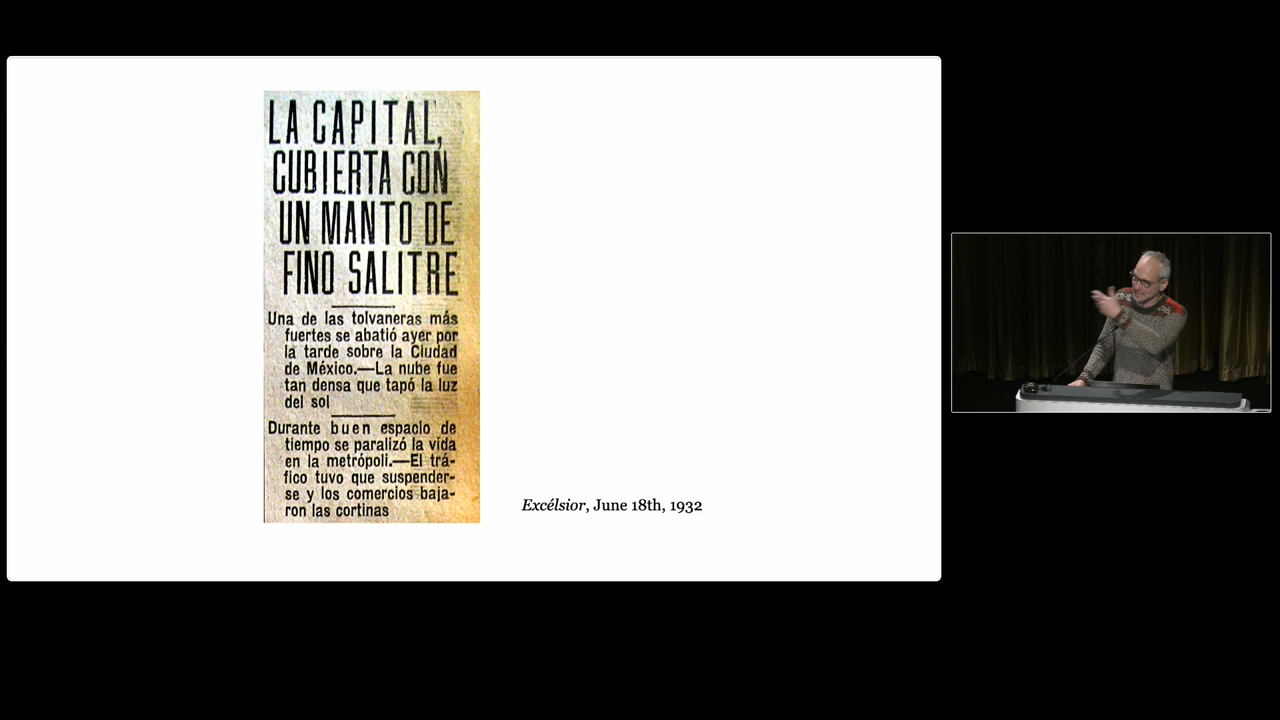 LA CAPITAL,
CUBIERTA CON
UN MANTO DE
FINO SALITRE
Una de las tolvaneras más
fuertes se abatió ayer por
la tarde sobre la Ciudad
de México.—La nube fue
tan densa que tapó la luz
del sol
Durante buen espacio de
tiempo se paralizó la vida
en la metrópoli.—El trá-
fico tuvo que suspender-
se y los comercios baja-
ron las cortinas
Excélsior, June 18th, 1932